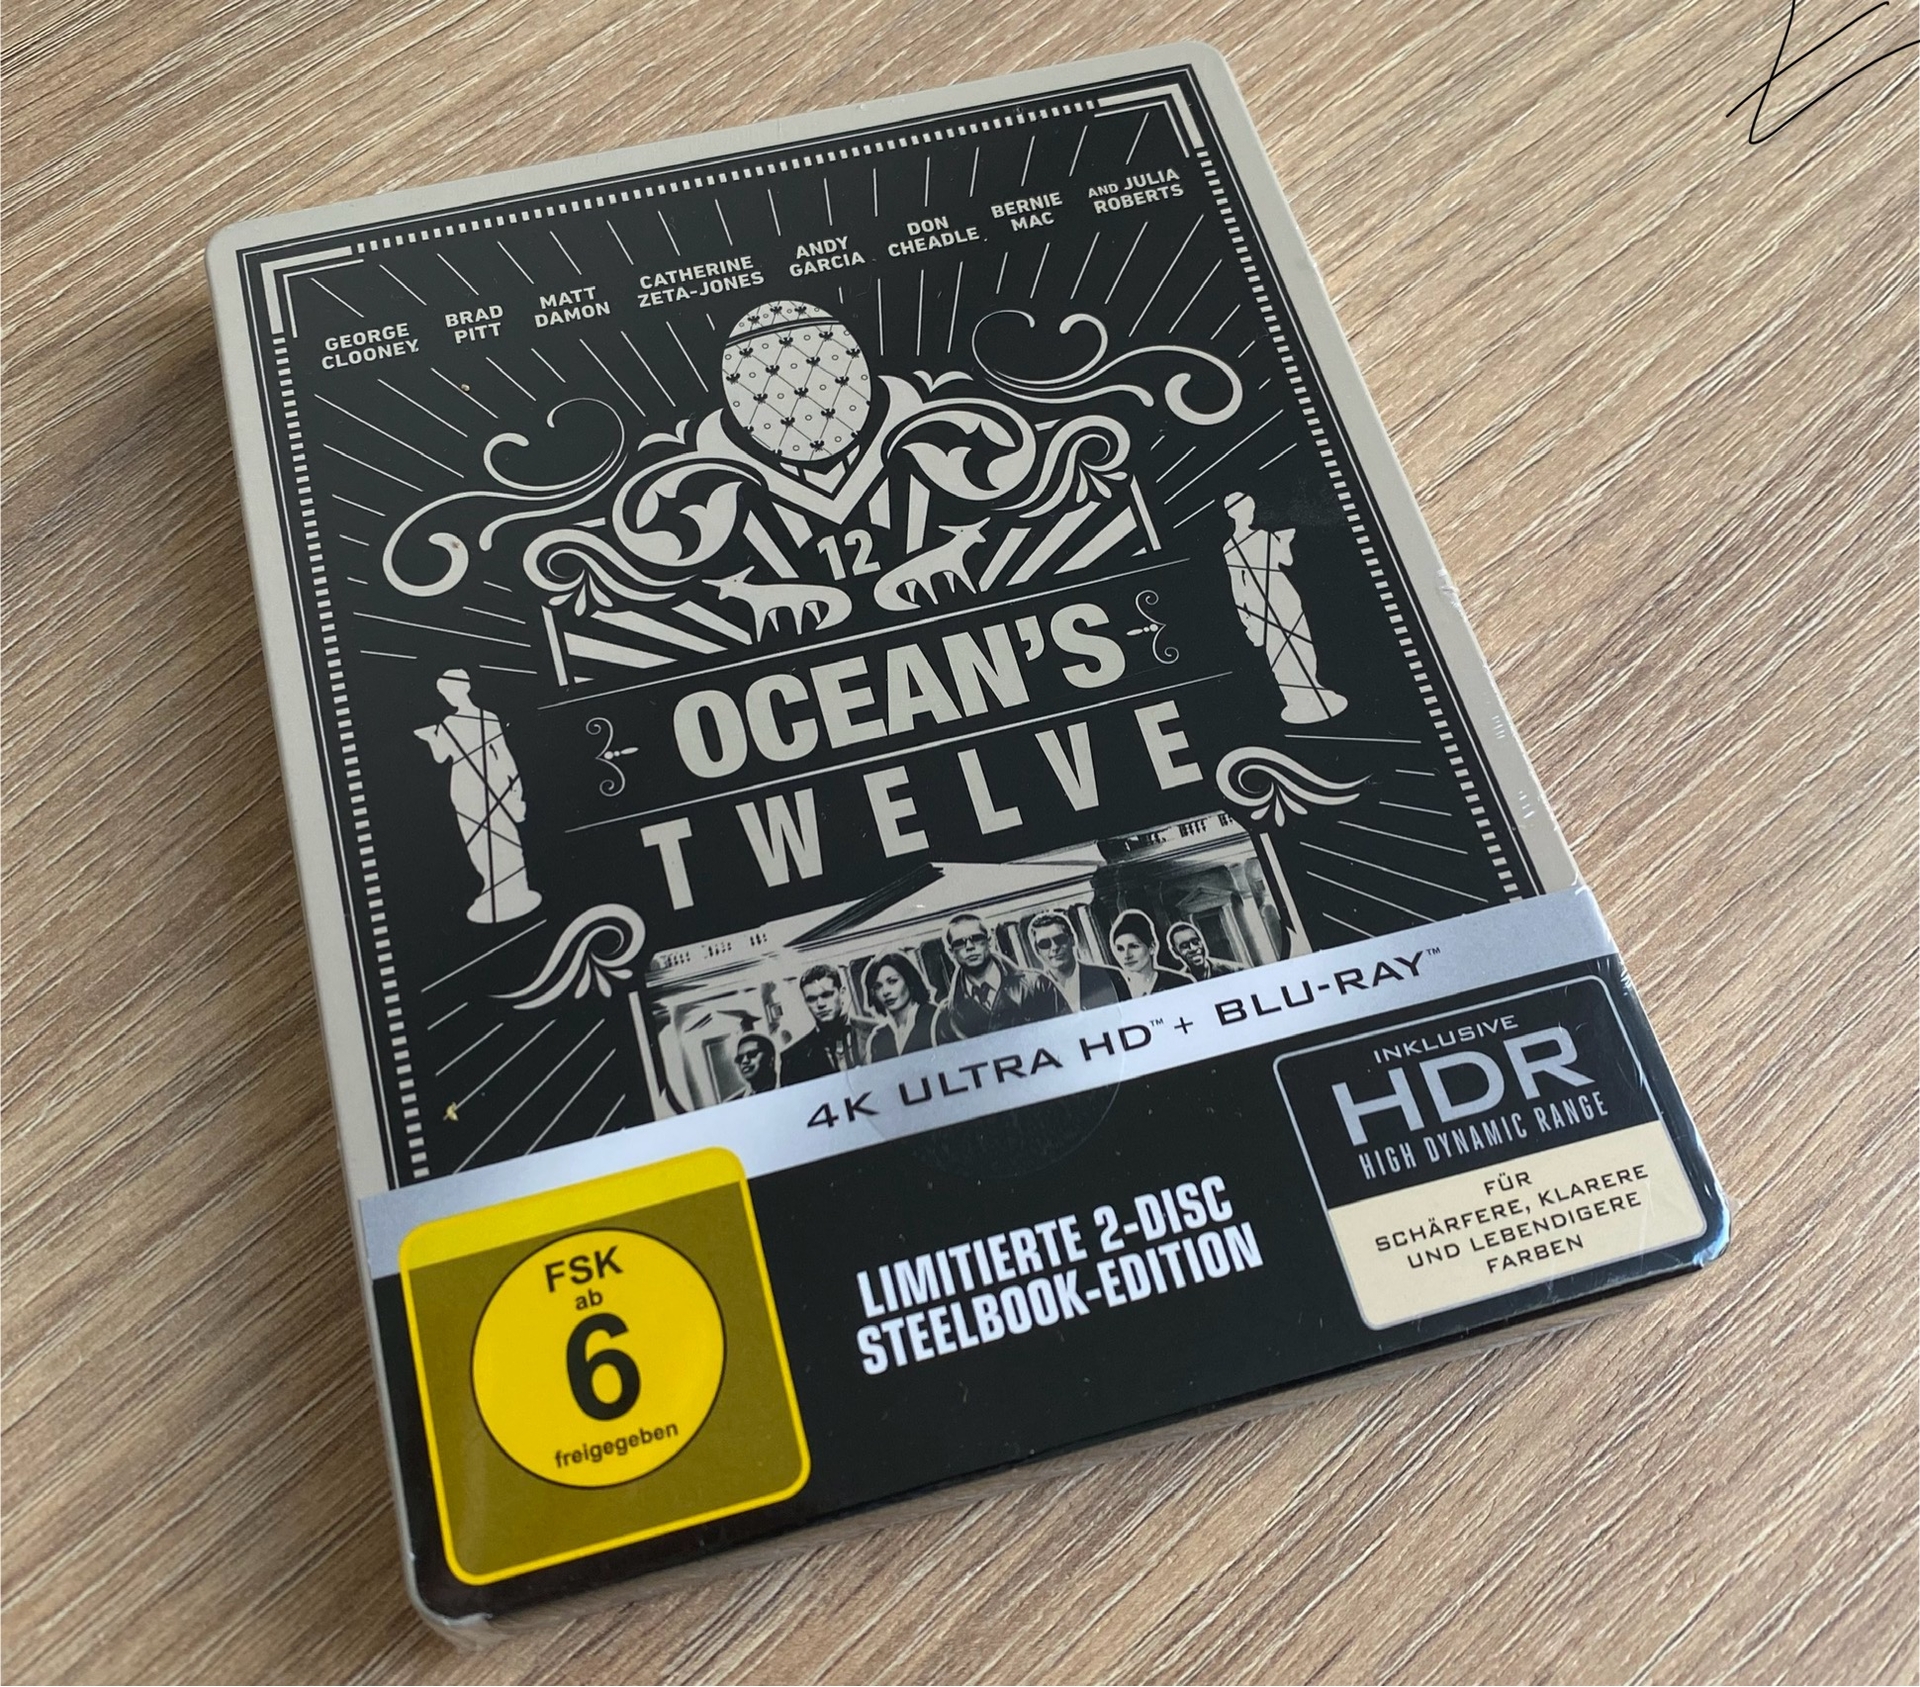 GEORGE
CLOONEY
BRAD
PITT
MATT
DAMON
CATHERINE
ZETA-JONES
ANDY
GARCIA
DON
CHEADLE
BERNIE
MAC
AND JULIA
ROBERTS
12
OCEAN'S
TWELVE
4K ULTRA HD™ + BLU-RAY™
INKLUSIVE
HDR
HIGH DYNAMIC RANGE
FÜR
SCHÄRFERE, KLARERE
UND LEBENDIGERE
FARBEN
LIMITIERTE 2-DISC
STEELBOOK-EDITION
FSK
ab
6
freigegeben